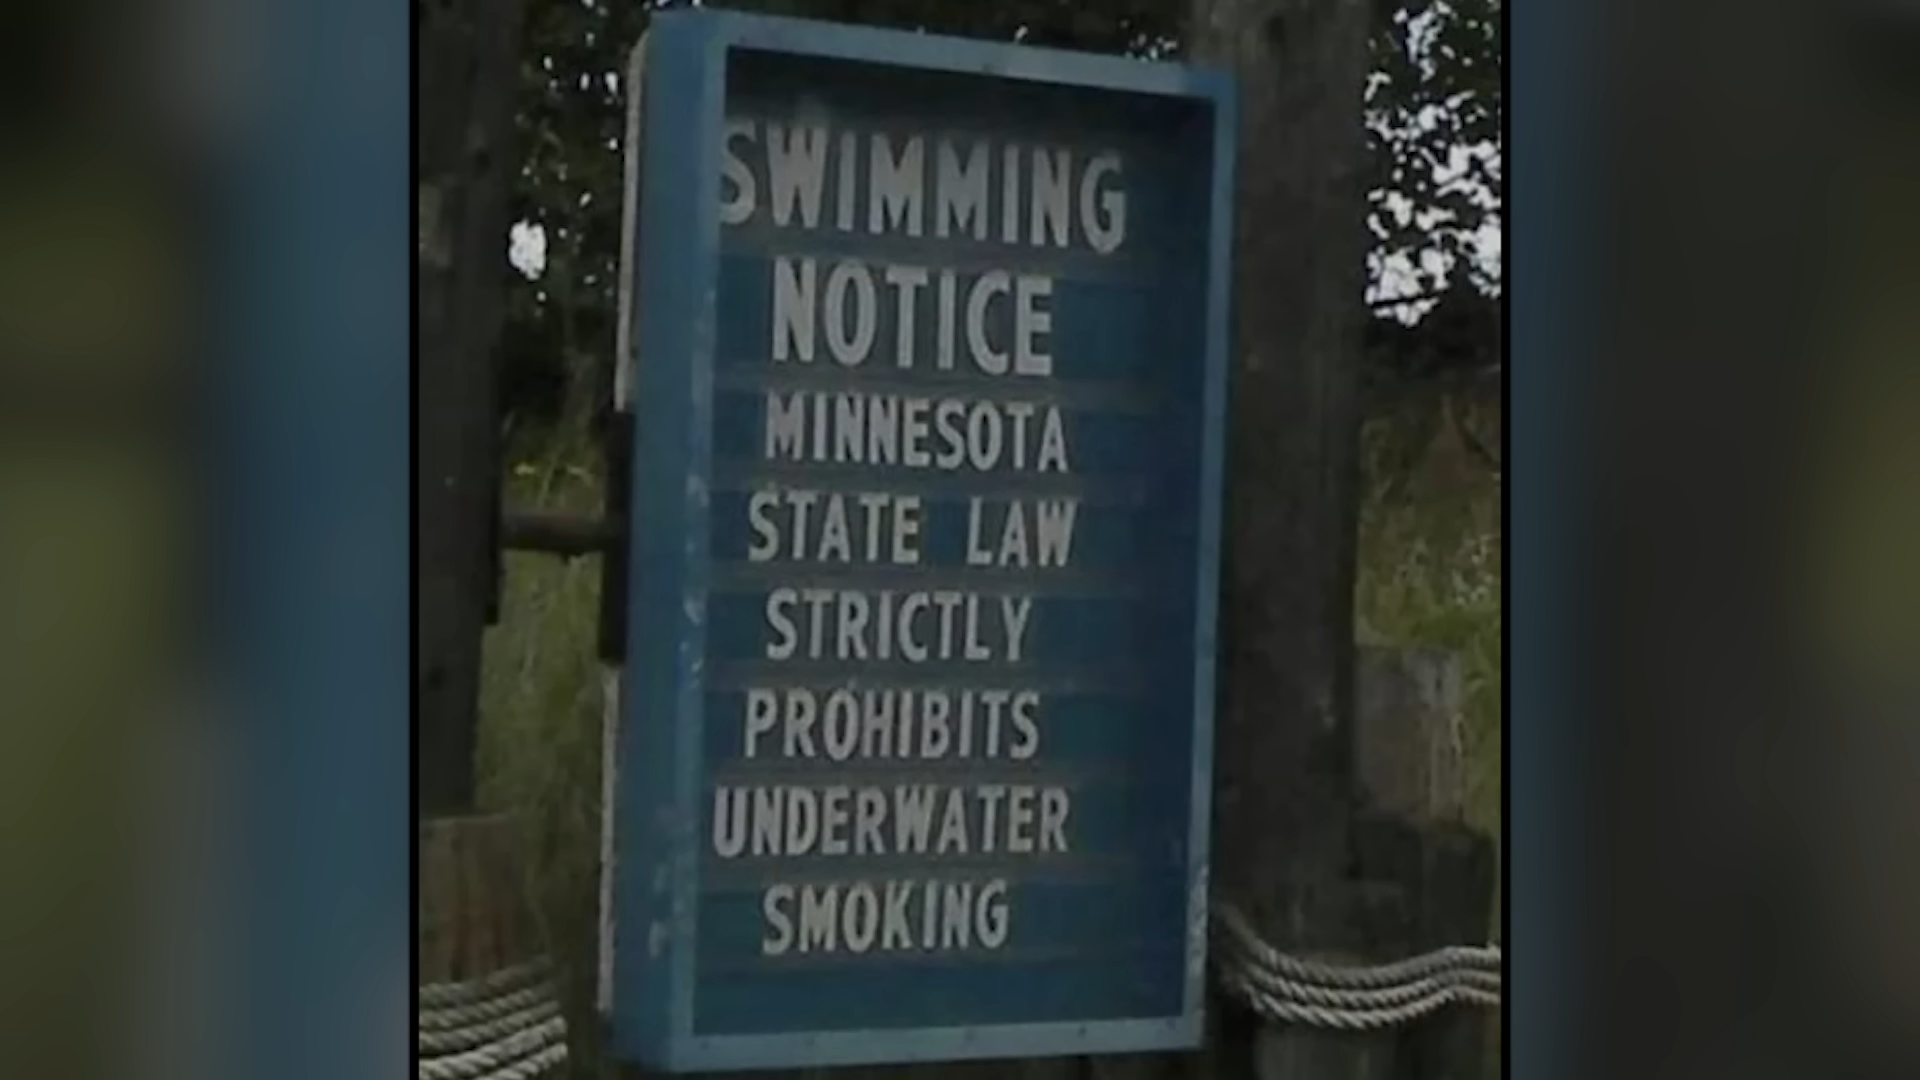 SWIMMING
NOTICE
MINNESOTA
STATE LAW
STRICTLY
PROHIBITS
UNDERWATER
SMOKING